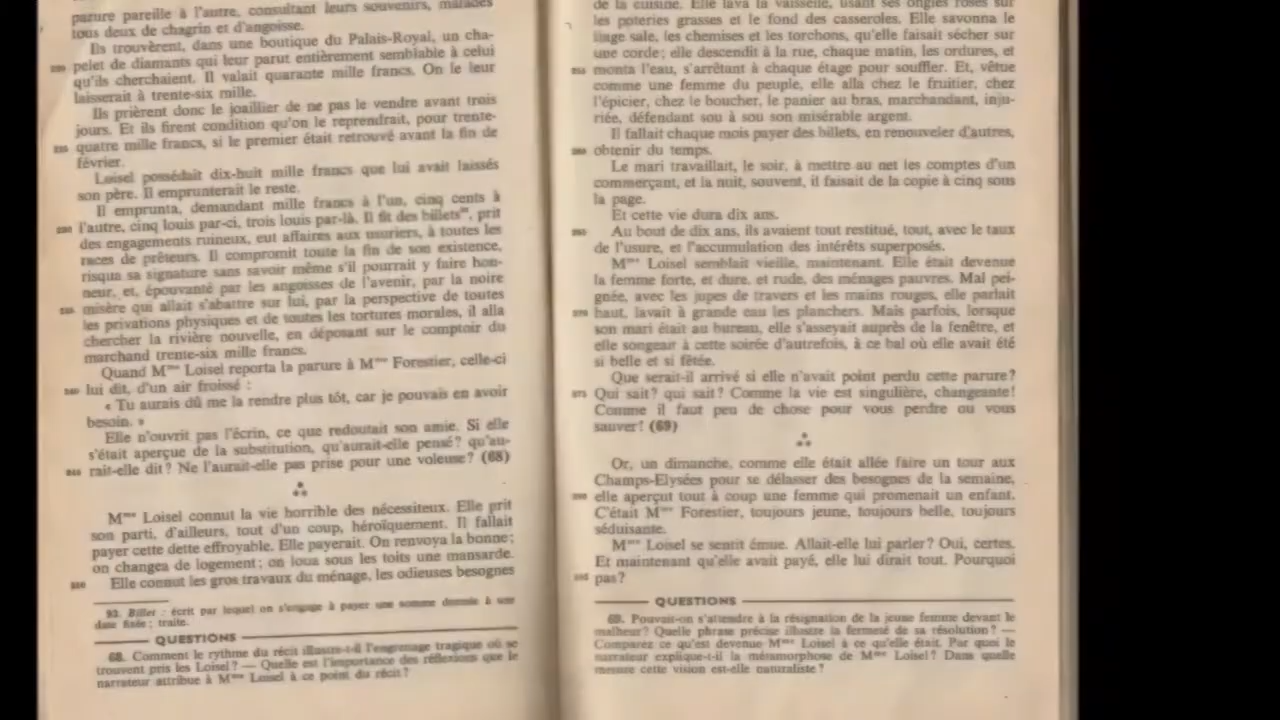 parure pareille à l'autre, consultant leurs souvenirs, malades
tous deux de chagrin et d'angoisse.
Ils trouvèrent, dans une boutique du Palais-Royal, un cha-
pelet de diamants qui leur parut entièrement semblable à celui
qu'ils cherchaient. Il valait quarante mille francs. On le leur
laisserait à trente-six mille.
Ils prièrent donc le joaillier de ne pas le vendre avant trois
jours. Et ils firent condition qu'on le reprendrait, pour trente-
quatre mille francs, si le premier était retrouvé avant la fin de
février.
Loisel possédait dix-huit mille francs que lui avait laissés
son père. Il emprunterait le reste.
Il emprunta, demandant mille francs à l'un, cinq cents à
l'autre, cinq louis par-ci, trois louis par-là. Il fit des billets, prit
des engagements ruineux, eut affaires aux usuriers, à toutes les
races de prêteurs. Il compromit toute la fin de son existence,
risqua sa signature sans savoir même s'il pourrait y faire hon-
neur, et, épouvanté par les angoisses de l'avenir, par la noire
misère qui allait s'abattre sur lui, par la perspective de toutes
les privations physiques et de toutes les tortures morales, il alla
chercher la rivière nouvelle, en déposant sur le comptoir du
marchand trente-six mille francs.
Quand Mme Loisel reporta la parure à Mme Forestier, celle-ci
lui dit, d'un air froissé :
« Tu aurais dû me la rendre plus tôt, car je pouvais en avoir
besoin. »
Elle n'ouvrit pas l'écrin, ce que redoutait son amie. Si elle
s'était aperçue de la substitution, qu'aurait-elle pensé? qu'au-
rait-elle dit? Ne l'aurait-elle pas prise pour une voleuse? (68)
Mme Loisel connut la vie horrible des nécessiteux. Elle prit
son parti, d'ailleurs, tout d'un coup, héroïquement. Il fallait
payer cette dette effroyable. Elle payerait. On renvoya la bonne;
on changea de logement; on loua sous les toits une mansarde.
Elle connut les gros travaux du ménage, les odieuses besognes
Billet : écrit par lequel on s'engage à payer une somme donnée à une
date fixée; traite.
QUESTIONS
68. Comment le rythme du récit illustre-t-il l'engrenage tragique où se
trouvent pris les Loisel? — Quelle est l'importance des réflexions que le
narrateur attribue à Mme Loisel à ce point du récit?
de la cuisine. Elle lava la vaisselle, usant ses ongles roses sur
les poteries grasses et le fond des casseroles. Elle savonna le
linge sale, les chemises et les torchons, qu'elle faisait sécher sur
une corde; elle descendit à la rue, chaque matin, les ordures, et
monta l'eau, s'arrêtant à chaque étage pour souffler. Et, vêtue
comme une femme du peuple, elle alla chez le fruitier, chez
l'épicier, chez le boucher, le panier au bras, marchandant, inju-
riée, défendant sou à sou son misérable argent.
Il fallait chaque mois payer des billets, en renouveler d'autres,
obtenir du temps.
Le mari travaillait, le soir, à mettre au net les comptes d'un
commerçant, et la nuit, souvent, il faisait de la copie à cinq sous
la page.
Et cette vie dura dix ans.
Au bout de dix ans, ils avaient tout restitué, tout, avec le taux
de l'usure, et l'accumulation des intérêts superposés.
Mme Loisel semblait vieille, maintenant. Elle était devenue
la femme forte, et dure, et rude, des ménages pauvres. Mal pei-
gnée, avec les jupes de travers et les mains rouges, elle parlait
haut, lavait à grande eau les planchers. Mais parfois, lorsque
son mari était au bureau, elle s'asseyait auprès de la fenêtre, et
elle songeait à cette soirée d'autrefois, à ce bal où elle avait été
si belle et si fêtée.
Que serait-il arrivé si elle n'avait point perdu cette parure?
Qui sait? qui sait? Comme la vie est singulière, changeante!
Comme il faut peu de chose pour vous perdre ou vous
sauver! (69)
Or, un dimanche, comme elle était allée faire un tour aux
Champs-Elysées pour se délasser des besognes de la semaine,
elle aperçut tout à coup une femme qui promenait un enfant.
C'était Mme Forestier, toujours jeune, toujours belle, toujours
séduisante.
Mme Loisel se sentit émue. Allait-elle lui parler? Oui, certes.
Et maintenant qu'elle avait payé, elle lui dirait tout. Pourquoi
pas?
QUESTIONS
69. Pouvait-on s'attendre à la résignation de la jeune femme devant le
malheur? Quelle phrase précise illustre la fermeté de sa résolution? —
Comparez ce qu'est devenue Mme Loisel à ce qu'elle était. Par quoi le
narrateur explique-t-il la métamorphose de Mme Loisel? Dans quelle
mesure cette vision est-elle naturaliste?